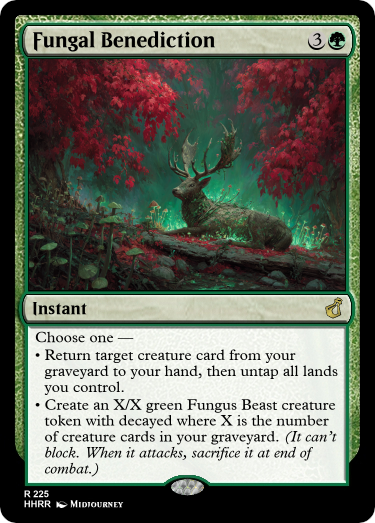 Fungal Benediction 3
Instant
Choose one —
• Return target creature card from your
graveyard to your hand, then untap all lands
you control.
• Create an X/X green Fungus Beast creature
token with decayed where X is the number
of creature cards in your graveyard. (It can't
block. When it attacks, sacrifice it at end of
combat.)
R 225
HHRR Midjourney